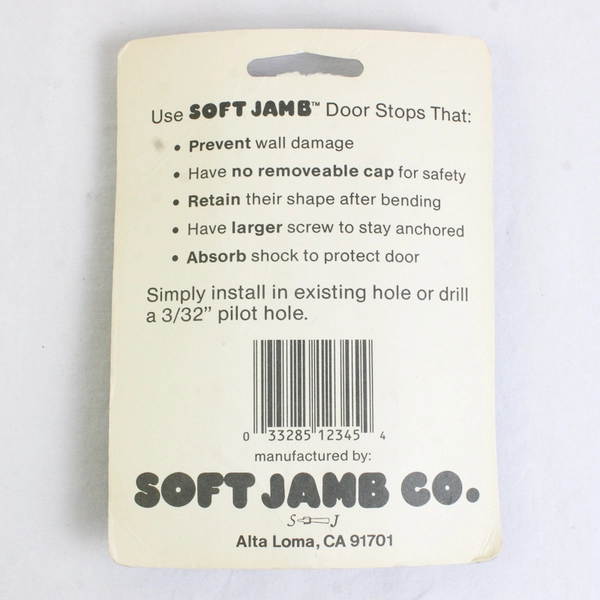 Use SOFT JAMB™ Door Stops That:
• Prevent wall damage
• Have no removeable cap for safety
• Retain their shape after bending
• Have larger screw to stay anchored
• Absorb shock to protect door
Simply install in existing hole or drill
a 3/32” pilot hole.
0 33285 12345 4
manufactured by:
SOFT JAMB CO.
S J
Alta Loma, CA 91701